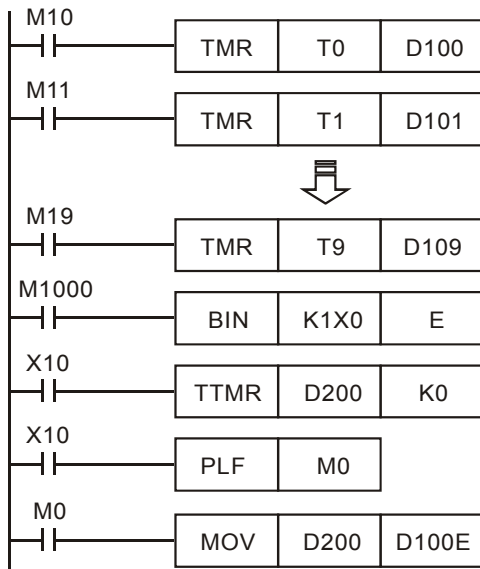 M10
TMR T0 D100
M11
TMR T1 D101
M19
TMR T9 D109
M1000
BIN K1X0 E
X10
TTMR D200 K0
X10
PLF M0
M0
MOV D200 D100E